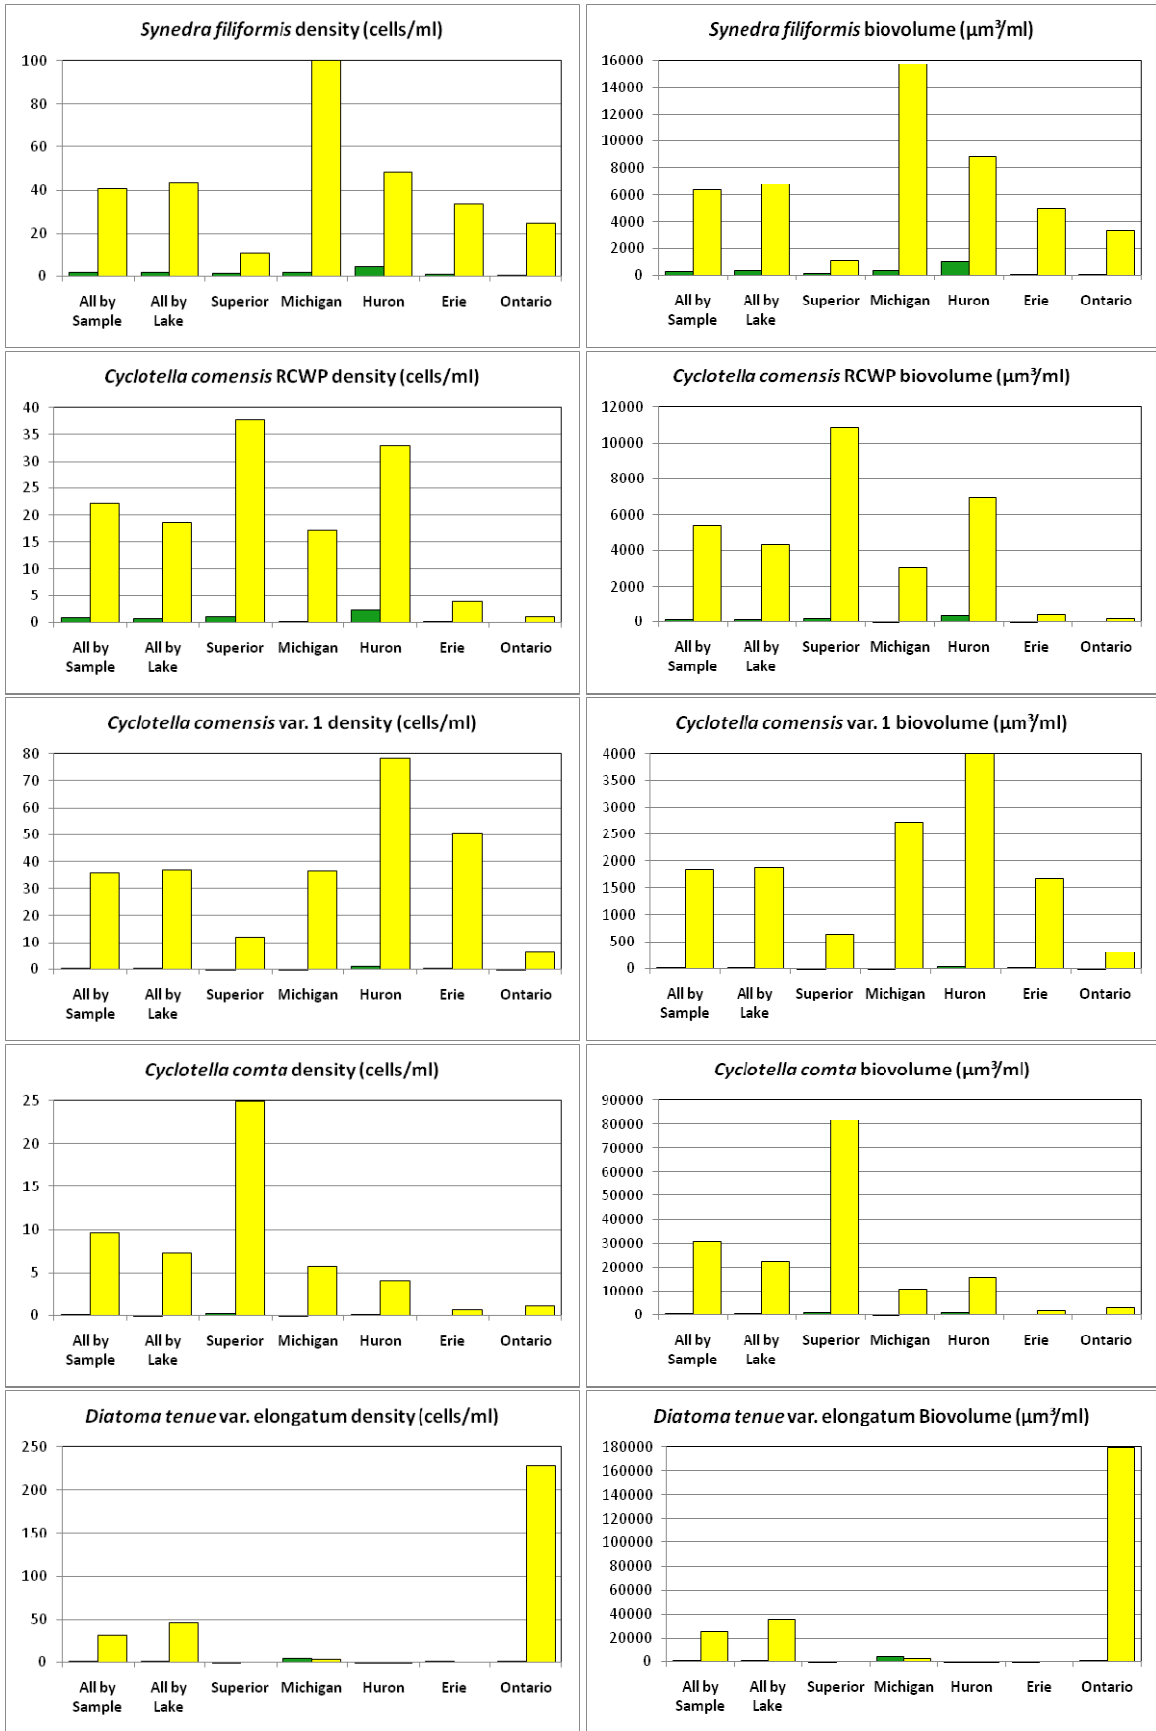 Synedra filiformis density (cells/ml)
100
80
60
40
20
0
All by Sample
All by Lake
Superior
Michigan
Huron
Erie
Ontario
Synedra filiformis biovolume (µm³/ml)
16000
14000
12000
10000
8000
6000
4000
2000
0
All by Sample
All by Lake
Superior
Michigan
Huron
Erie
Ontario
Cyclotella comensis RCWP density (cells/ml)
40
35
30
25
20
15
10
5
0
All by Sample
All by Lake
Superior
Michigan
Huron
Erie
Ontario
Cyclotella comensis RCWP biovolume (µm³/ml)
12000
10000
8000
6000
4000
2000
0
All by Sample
All by Lake
Superior
Michigan
Huron
Erie
Ontario
Cyclotella comensis var. 1 density (cells/ml)
80
70
60
50
40
30
20
10
0
All by Sample
All by Lake
Superior
Michigan
Huron
Erie
Ontario
Cyclotella comensis var. 1 biovolume (µm³/ml)
4000
3500
3000
2500
2000
1500
1000
500
0
All by Sample
All by Lake
Superior
Michigan
Huron
Erie
Ontario
Cyclotella comta density (cells/ml)
25
20
15
10
5
0
All by Sample
All by Lake
Superior
Michigan
Huron
Erie
Ontario
Cyclotella comta biovolume (µm³/ml)
90000
80000
70000
60000
50000
40000
30000
20000
10000
0
All by Sample
All by Lake
Superior
Michigan
Huron
Erie
Ontario
Diatoma tenue var. elongatum density (cells/ml)
250
200
150
100
50
0
All by Sample
All by Lake
Superior
Michigan
Huron
Erie
Ontario
Diatoma tenue var. elongatum Biovolume (µm³/ml)
180000
160000
140000
120000
100000
80000
60000
40000
20000
0
All by Sample
All by Lake
Superior
Michigan
Huron
Erie
Ontario